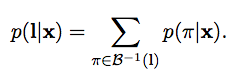 p(l|x) = ∑ p(π|x).
π∈B⁻¹(l)